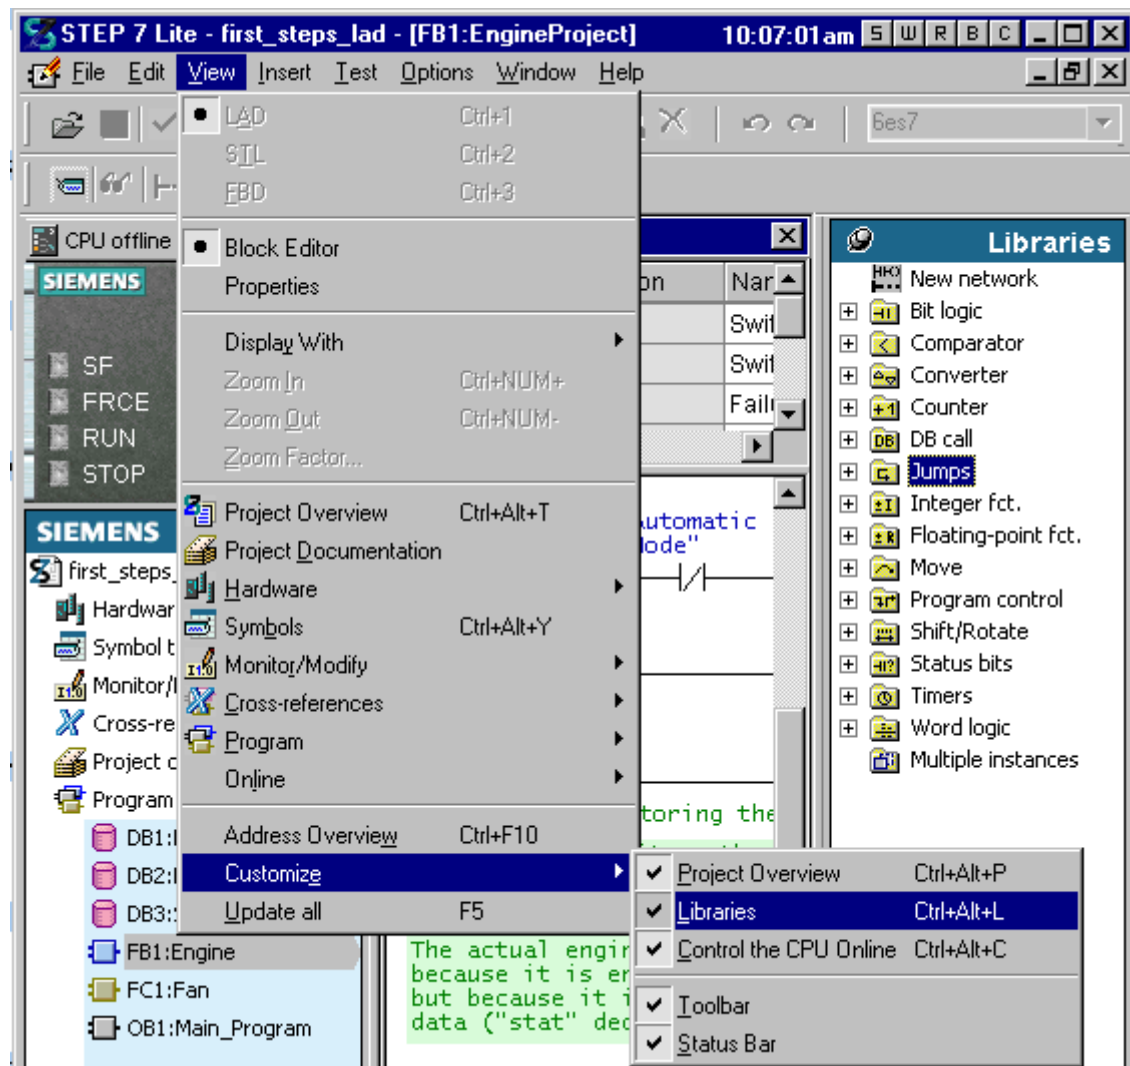 STEP 7 Lite - first_steps_lad - [FB1:EngineProject] 10:07:01am S W R B C
File Edit View Insert Test Options Window Help
6es7
LAD Ctrl+1
STL Ctrl+2
FBD Ctrl+3
Block Editor
Properties
Display With
Zoom In Ctrl+NUM+
Zoom Out Ctrl+NUM-
Zoom Factor...
Project Overview Ctrl+Alt+T
Project Documentation
Hardware
Symbols Ctrl+Alt+Y
Monitor/Modify
Cross-references
Program
Online
Address Overview Ctrl+F10
Customize
Update all F5
Project Overview Ctrl+Alt+P
Libraries Ctrl+Alt+L
Control the CPU Online Ctrl+Alt+C
Toolbar
Status Bar
CPU offline
SIEMENS
SF
FRCE
RUN
STOP
SIEMENS
first_steps_
Hardwar
Symbol t
Monitor/
Cross-re
Project
Program
DB1:
DB2:
DB3:
FB1:Engine
FC1:Fan
OB1:Main_Program
on Nar
Swit
Swit
Fail
utomatic
ode"
toring the
The actual engin
because it is en
but because it i
data ("stat" dec
Libraries
New network
Bit logic
Comparator
Converter
Counter
DB call
Jumps
Integer fct.
Floating-point fct.
Move
Program control
Shift/Rotate
Status bits
Timers
Word logic
Multiple instances